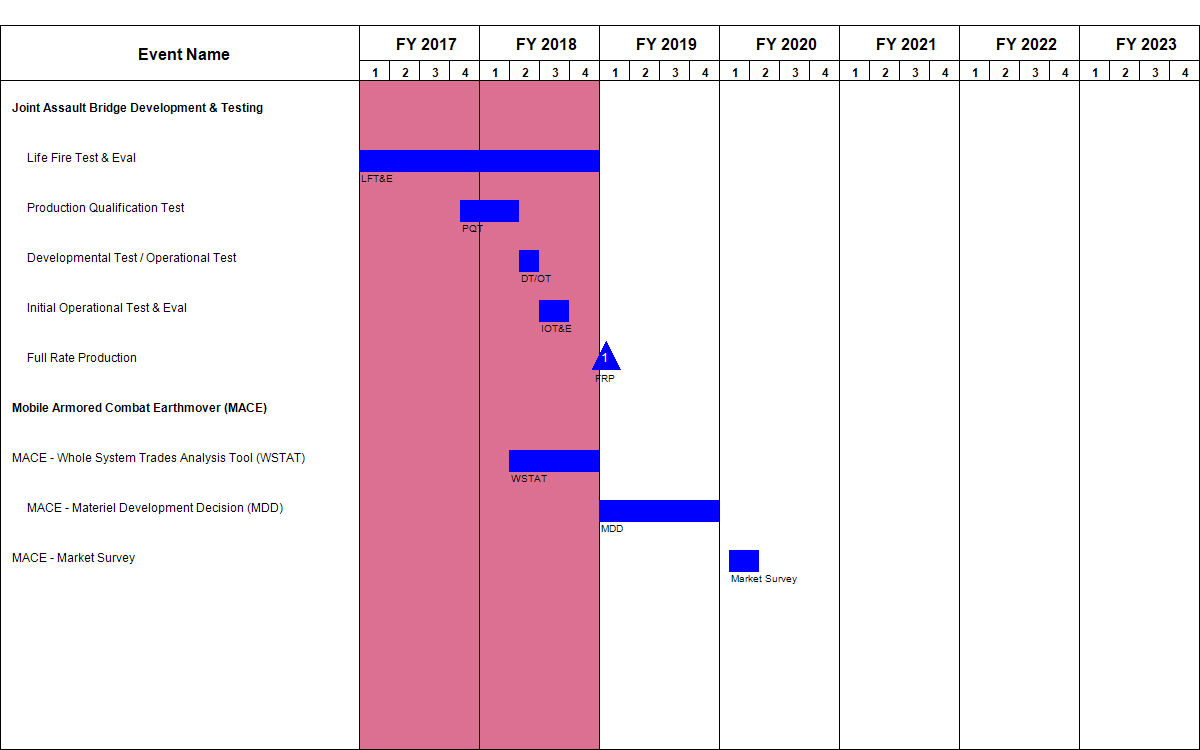 Event Name
FY 2017 FY 2018 FY 2019 FY 2020 FY 2021 FY 2022 FY 2023
1 2 3 4 1 2 3 4 1 2 3 4 1 2 3 4 1 2 3 4 1 2 3 4 1 2 3 4
Joint Assault Bridge Development & Testing
Life Fire Test & Eval
LFT&E
Production Qualification Test
PQT
Developmental Test / Operational Test
DT/OT
Initial Operational Test & Eval
IOT&E
Full Rate Production
1
FRP
Mobile Armored Combat Earthmover (MACE)
MACE - Whole System Trades Analysis Tool (WSTAT)
WSTAT
MACE - Materiel Development Decision (MDD)
MDD
MACE - Market Survey
Market Survey